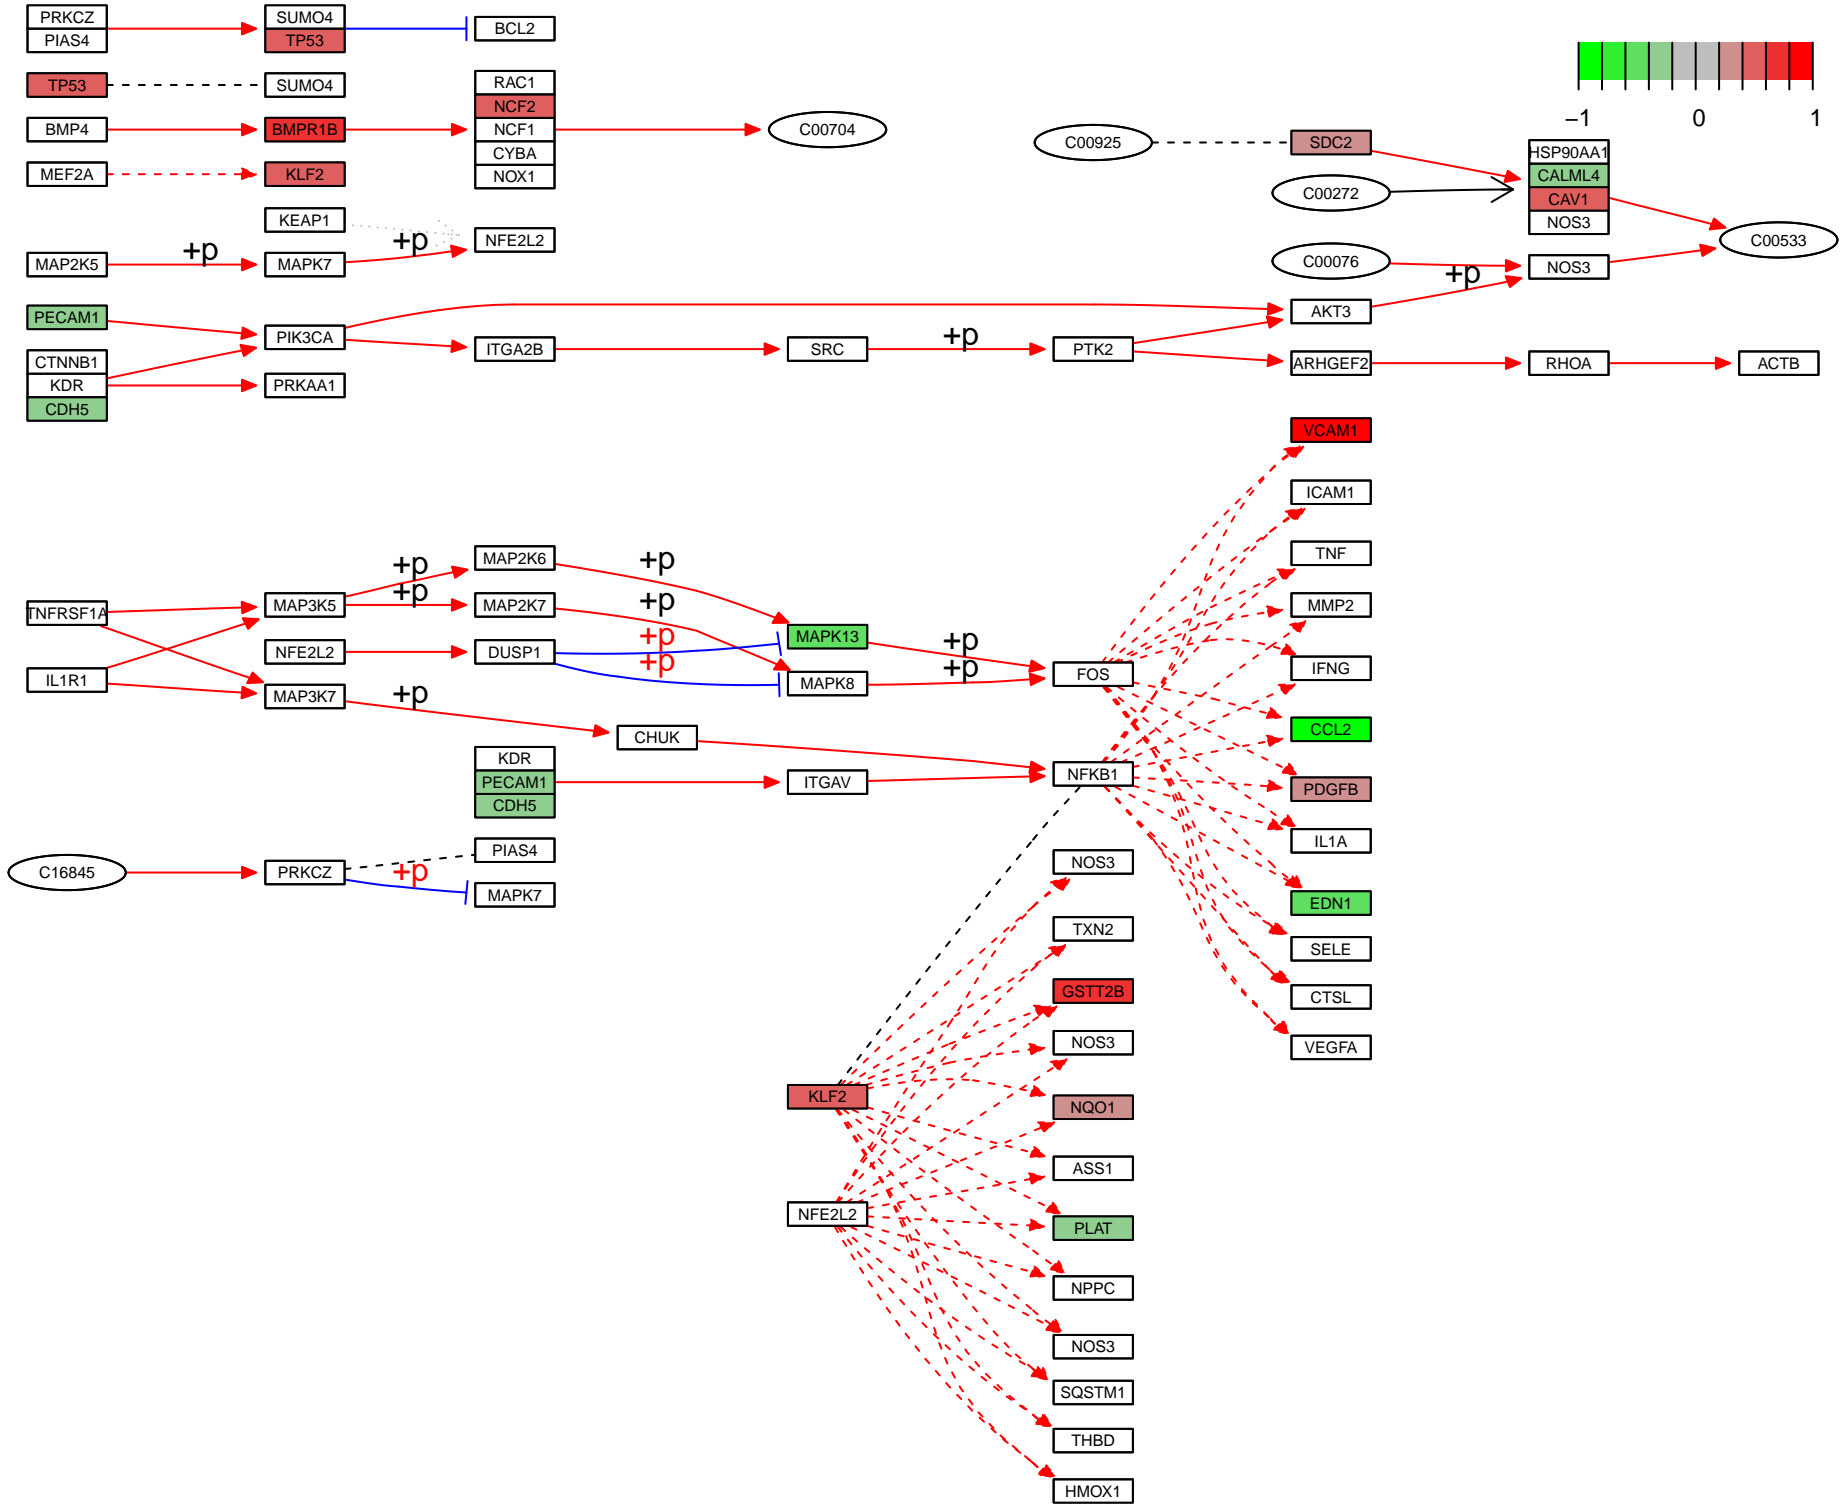 PRKCZ
PIAS4
SUMO4
TP53
BCL2
TP53
SUMO4
RAC1
NCF2
NCF1
CYBA
NOX1
BMP4
BMPR1B
C00704
MEF2A
KLF2
−1 0 1
C00925
SDC2
HSP90AA1
CALML4
CAV1
NOS3
C00272
C00533
KEAP1
+p
NFE2L2
MAP2K5
+p
MAPK7
C00076
+p
NOS3
PECAM1
PIK3CA
AKT3
CTNNB1
KDR
CDH5
PRKAA1
ITGA2B
SRC
+p
PTK2
ARHGEF2
RHOA
ACTB
VCAM1
ICAM1
TNF
MMP2
IFNG
CCL2
PDGFB
IL1A
EDN1
SELE
CTSL
VEGFA
TNFRSF1A
IL1R1
MAP3K5
NFE2L2
MAP3K7
+p
+p
+p
MAP2K6
MAP2K7
DUSP1
+p
+p
+p
+p
MAPK13
MAPK8
+p
+p
FOS
CHUK
KDR
PECAM1
CDH5
ITGAV
NFKB1
C16845
PRKCZ
+p
PIAS4
MAPK7
KLF2
NFE2L2
NOS3
TXN2
GSTT2B
NOS3
NQO1
ASS1
PLAT
NPPC
NOS3
SQSTM1
THBD
HMOX1